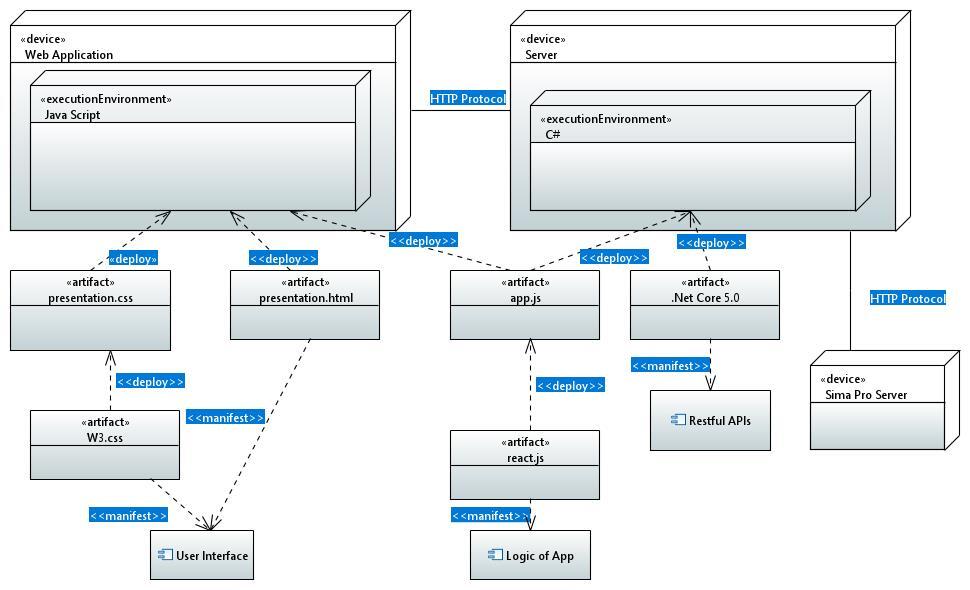 «device»
Web Application
«executionEnvironment»
Java Script
HTTP Protocol
«device»
Server
«executionEnvironment»
C#
«deploy»
<<deploy>>
<<deploy>>
<<deploy>>
<<deploy>>
«artifact»
presentation.css
«artifact»
presentation.html
«artifact»
app.js
«artifact»
.Net Core 5.0
HTTP Protocol
<<deploy>>
<<manifest>>
<<deploy>>
<<manifest>>
«device»
Sima Pro Server
«artifact»
W3.css
«artifact»
react.js
Restful APIs
<<manifest>>
<<manifest>>
User Interface
Logic of App